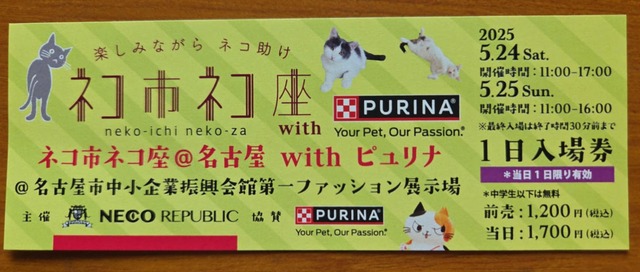 楽しみながら ネコ助け
ネコ市ネコ座
neko-ichi neko-za
with
PURINA®
Your Pet, Our Passion.®
ネコ市ネコ座@名古屋 with ピュリナ
@名古屋市中小企業振興会館第一ファッション展示場
主催 NECO REPUBLIC 協賛 PURINA®
Your Pet, Our Passion.®
2025
5.24 Sat.
開催時間:11:00-17:00
5.25 Sun.
開催時間:11:00-16:00
※最終入場は終了時間30分前まで
1日入場券
*当日1日限り有効
*中学生以下は無料
前売:1,200円(税込)
当日:1,700円(税込)